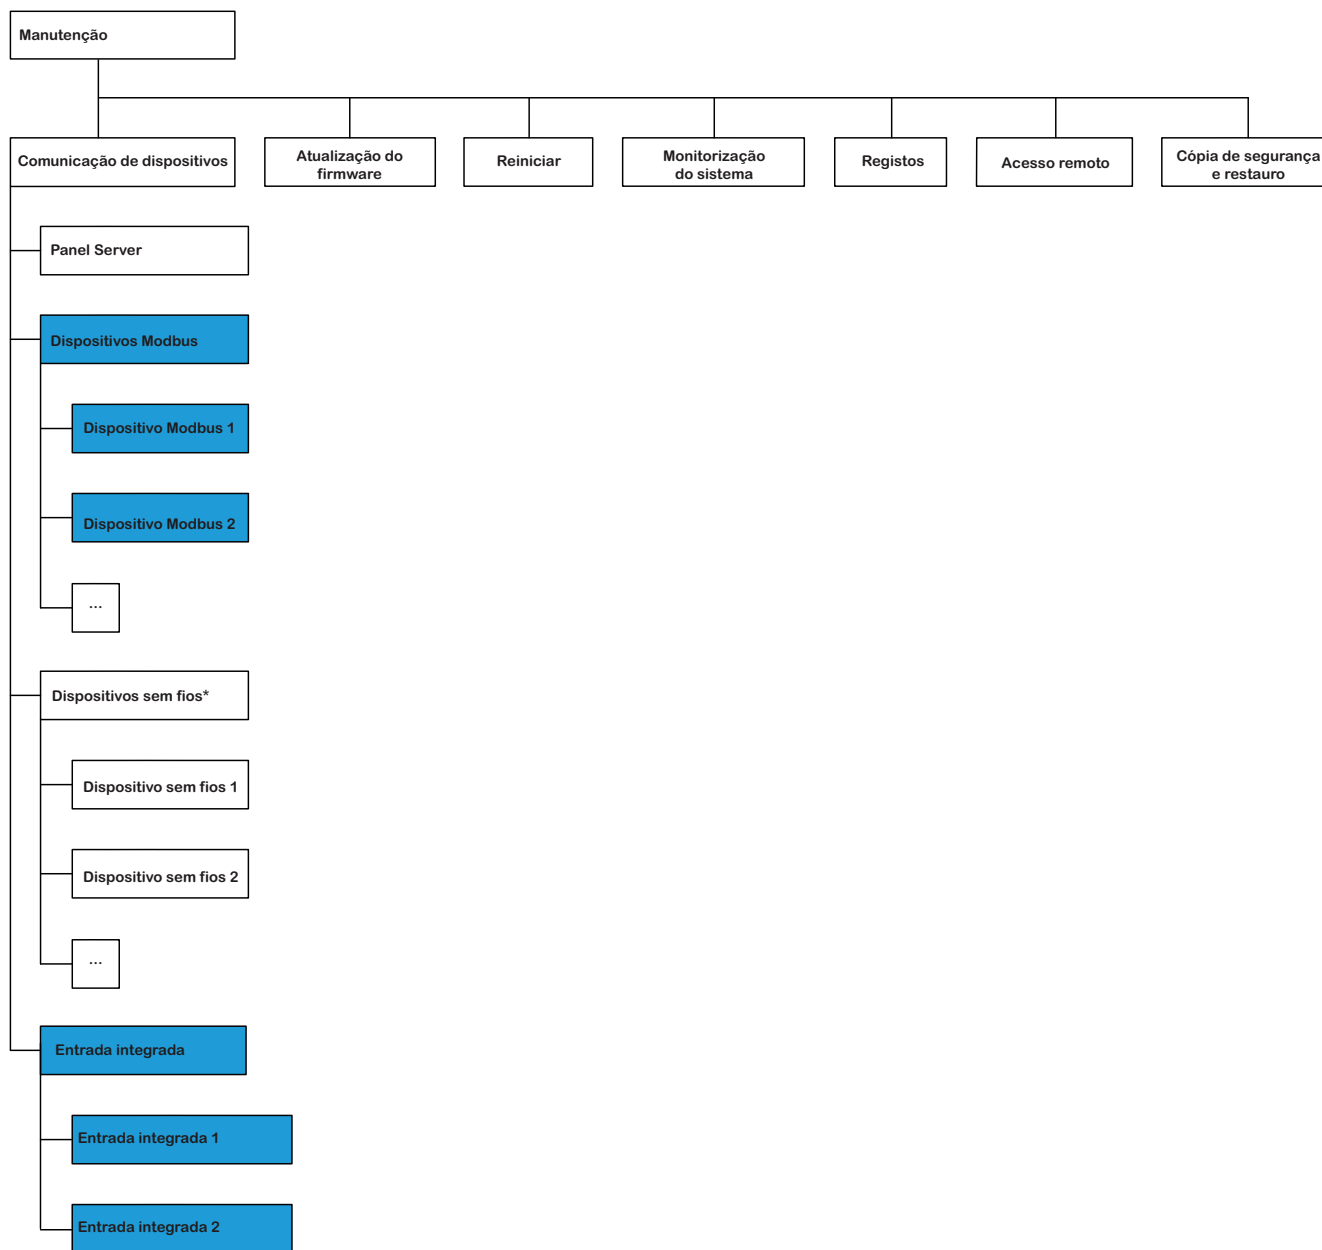 Manutenção
Comunicação de dispositivos
Atualização do
firmware
Reiniciar
Monitorização
do sistema
Registos
Acesso remoto
Cópia de segurança
e restauro
Panel Server
Dispositivos Modbus
Dispositivo Modbus 1
Dispositivo Modbus 2
...
Dispositivos sem fios*
Dispositivo sem fios 1
Dispositivo sem fios 2
...
Entrada integrada
Entrada integrada 1
Entrada integrada 2